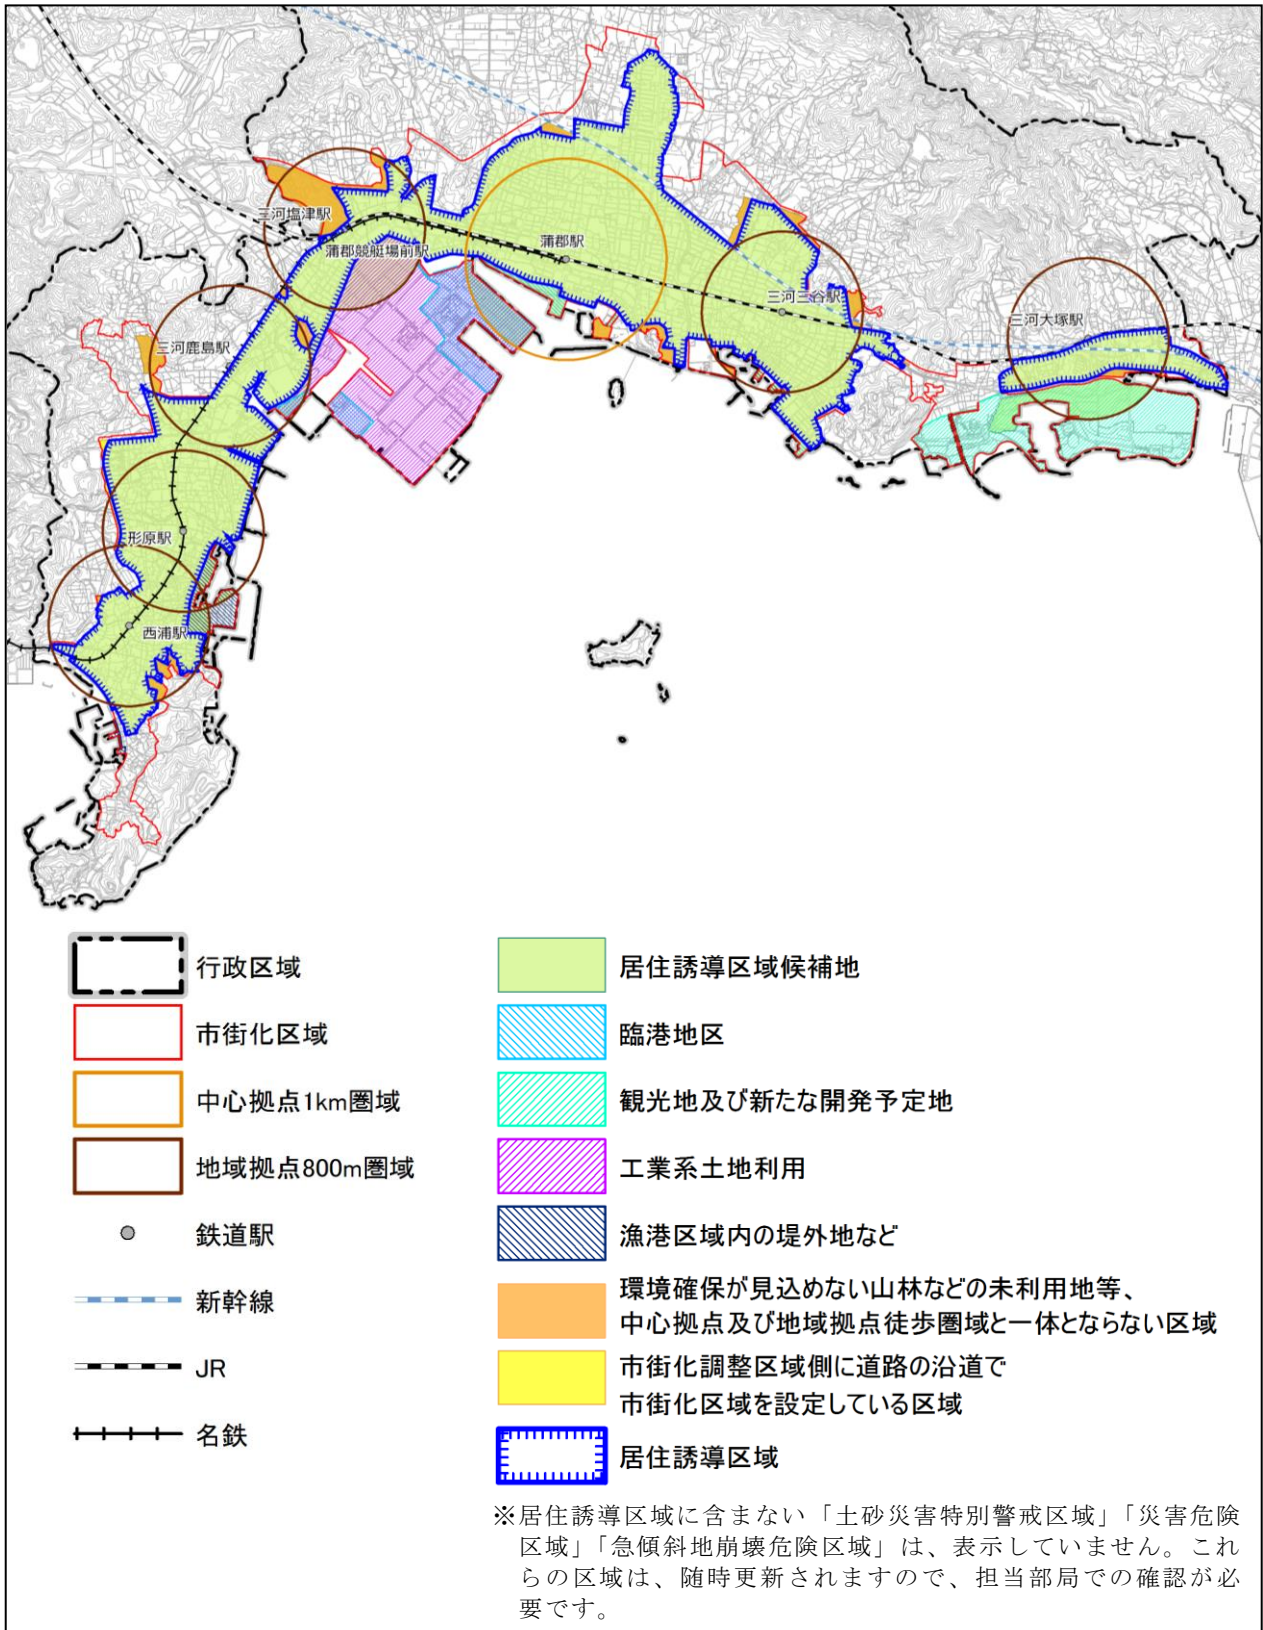 三河塩津駅
蒲郡競艇場前駅
蒲郡駅
三河三谷駅
三河大塚駅
三河鹿島駅
形原駅
西浦駅
行政区域
市街化区域
中心拠点1km圏域
地域拠点800m圏域
鉄道駅
新幹線
JR
名鉄
居住誘導区域候補地
臨港地区
観光地及び新たな開発予定地
工業系土地利用
漁港区域内の堤外地など
環境確保が見込めない山林などの未利用地等、
中心拠点及び地域拠点徒歩圏域と一体とならない区域
市街化調整区域側に道路の沿道で
市街化区域を設定している区域
居住誘導区域
※居住誘導区域に含まない「土砂災害特別警戒区域」「災害危険
区域」「急傾斜地崩壊危険区域」は、表示していません。これ
らの区域は、随時更新されますので、担当部局での確認が必
要です。